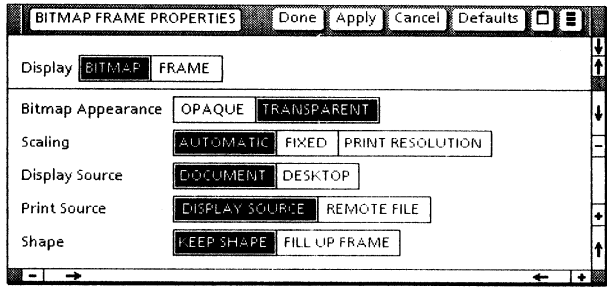 BITMAP FRAME PROPERTIES Done Apply Cancel Defaults
Display BITMAP FRAME
Bitmap Appearance OPAQUE TRANSPARENT
Scaling AUTOMATIC FIXED PRINT RESOLUTION
Display Source DOCUMENT DESKTOP
Print Source DISPLAY SOURCE REMOTE FILE
Shape KEEP SHAPE FILL UP FRAME